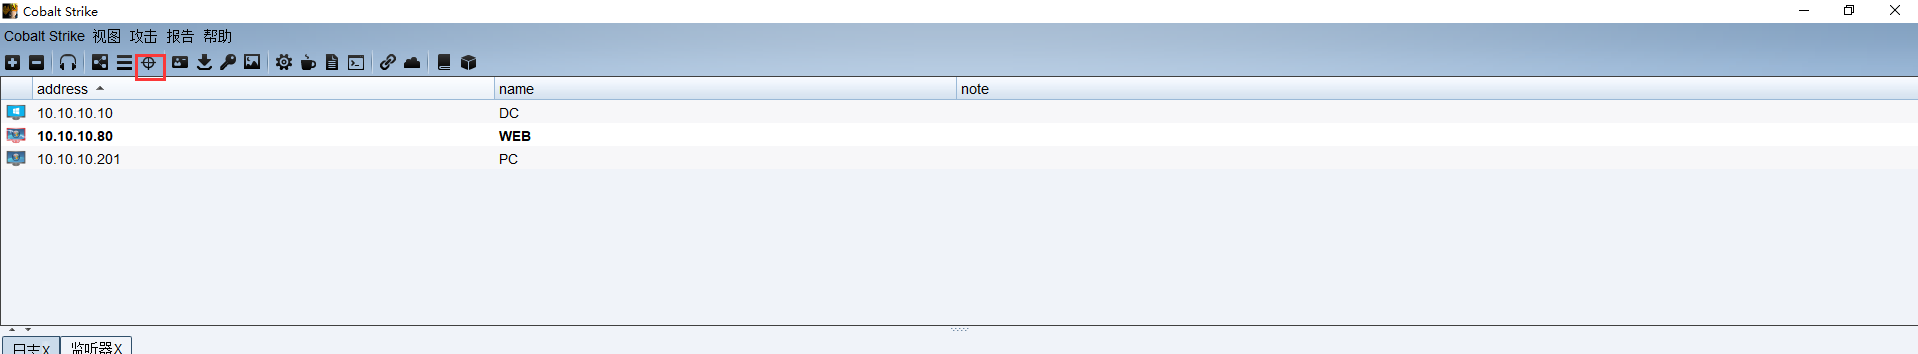 Cobalt Strike
Cobalt Strike 视图 攻击 报告 帮助
address name note
10.10.10.10 DC
10.10.10.80 WEB
10.10.10.201 PC
日志X 监听器X